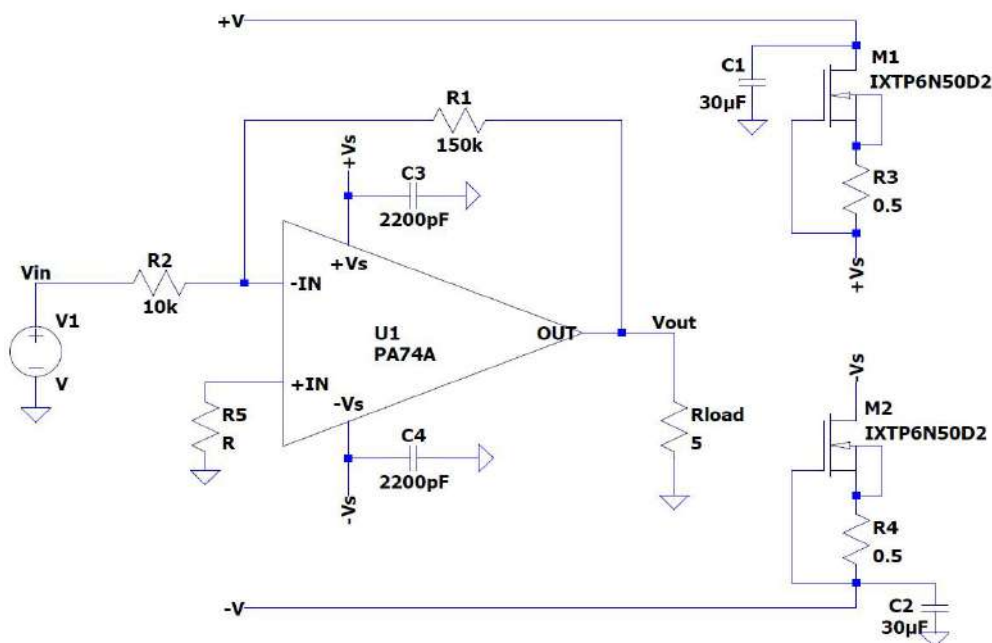 +V
C1
30µF
M1
IXTP6N50D2
R1
150k
+Vs
C3
2200pF
R3
0.5
+Vs
Vin
R2
10k
+Vs
-IN
V1
V
U1
PA74A
OUT
Vout
+IN
-Vs
R5
R
C4
2200pF
Rload
5
-Vs
M2
IXTP6N50D2
-Vs
R4
0.5
-V
C2
30µF